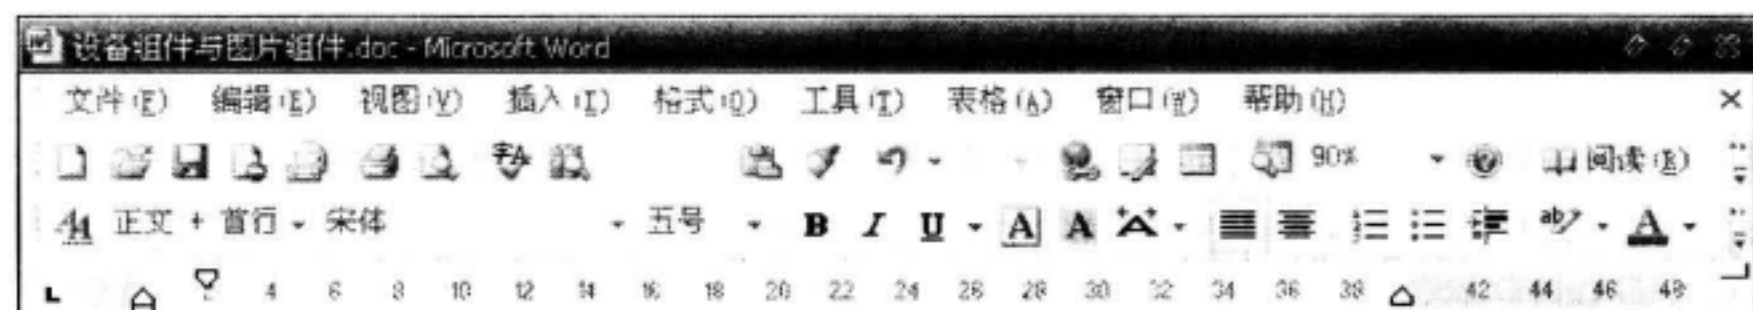 设备组件与图片组件.doc - Microsoft Word
文件(F) 编辑(E) 视图(V) 插入(I) 格式(O) 工具(T) 表格(A) 窗口(W) 帮助(H)
90% 阅读(R)
正文 + 首行 宋体 五号 B I U A A A ab A
L 2 4 6 8 10 12 14 16 18 20 22 24 26 28 30 32 34 36 38 42 44 46 48